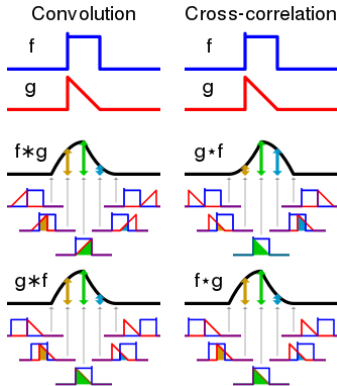 Convolution
Cross-correlation
f
f
g
g
f∗g
g⋆f
g∗f
f⋆g